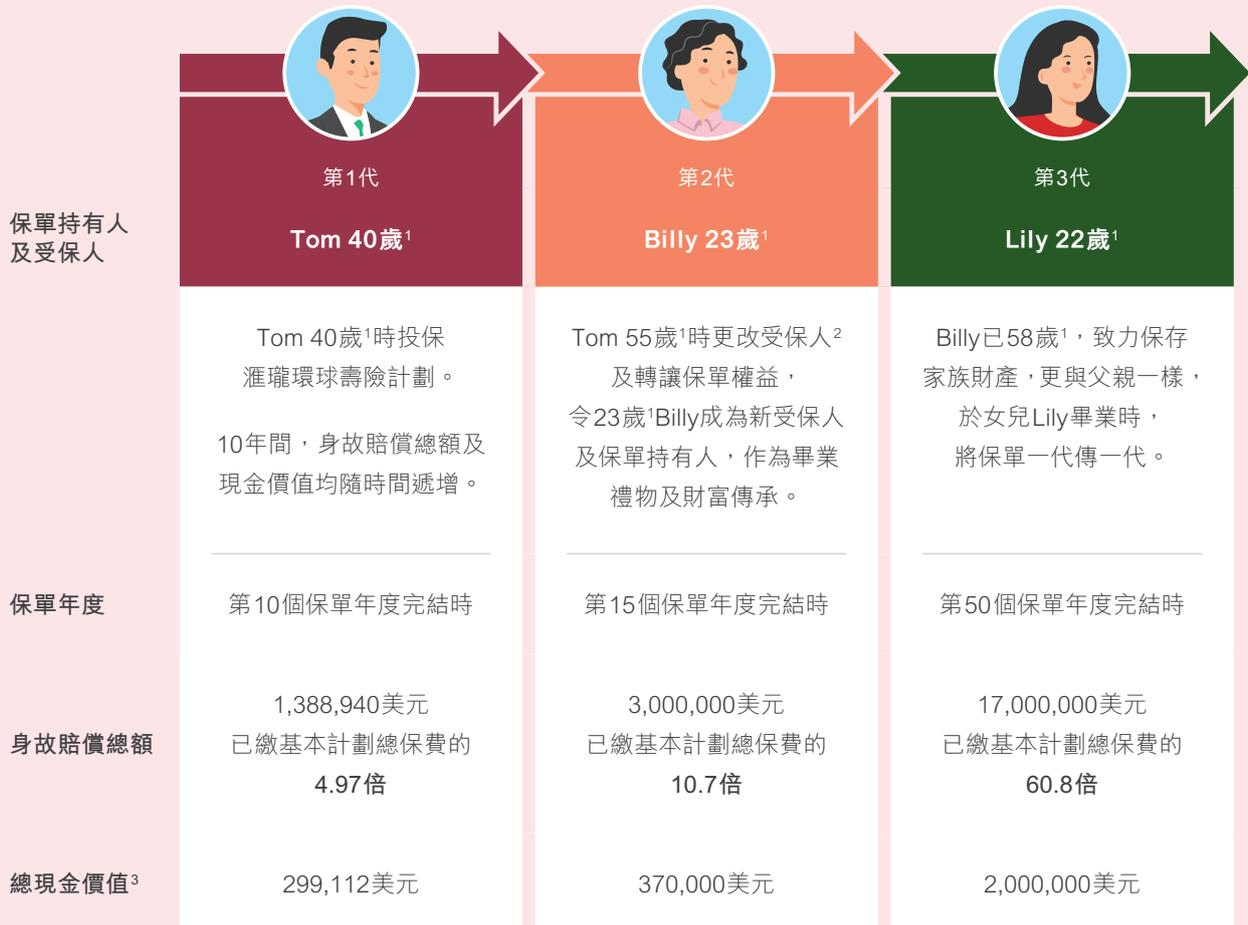 第1代
第2代
第3代
保單持有人
及受保人
Tom 40歲¹
Billy 23歲¹
Lily 22歲¹
Tom 40歲¹時投保
滙瓏環球壽險計劃。
10年間，身故賠償總額及
現金價值均隨時間遞增。
Tom 55歲¹時更改受保人²
及轉讓保單權益，
令23歲¹Billy成為新受保人
及保單持有人，作為畢業
禮物及財富傳承。
Billy已58歲¹，致力保存
家族財產，更與父親一樣，
於女兒Lily畢業時，
將保單一代傳一代。
保單年度
第10個保單年度完結時
第15個保單年度完結時
第50個保單年度完結時
身故賠償總額
1,388,940美元
已繳基本計劃總保費的
4.97倍
3,000,000美元
已繳基本計劃總保費的
10.7倍
17,000,000美元
已繳基本計劃總保費的
60.8倍
總現金價值³
299,112美元
370,000美元
2,000,000美元